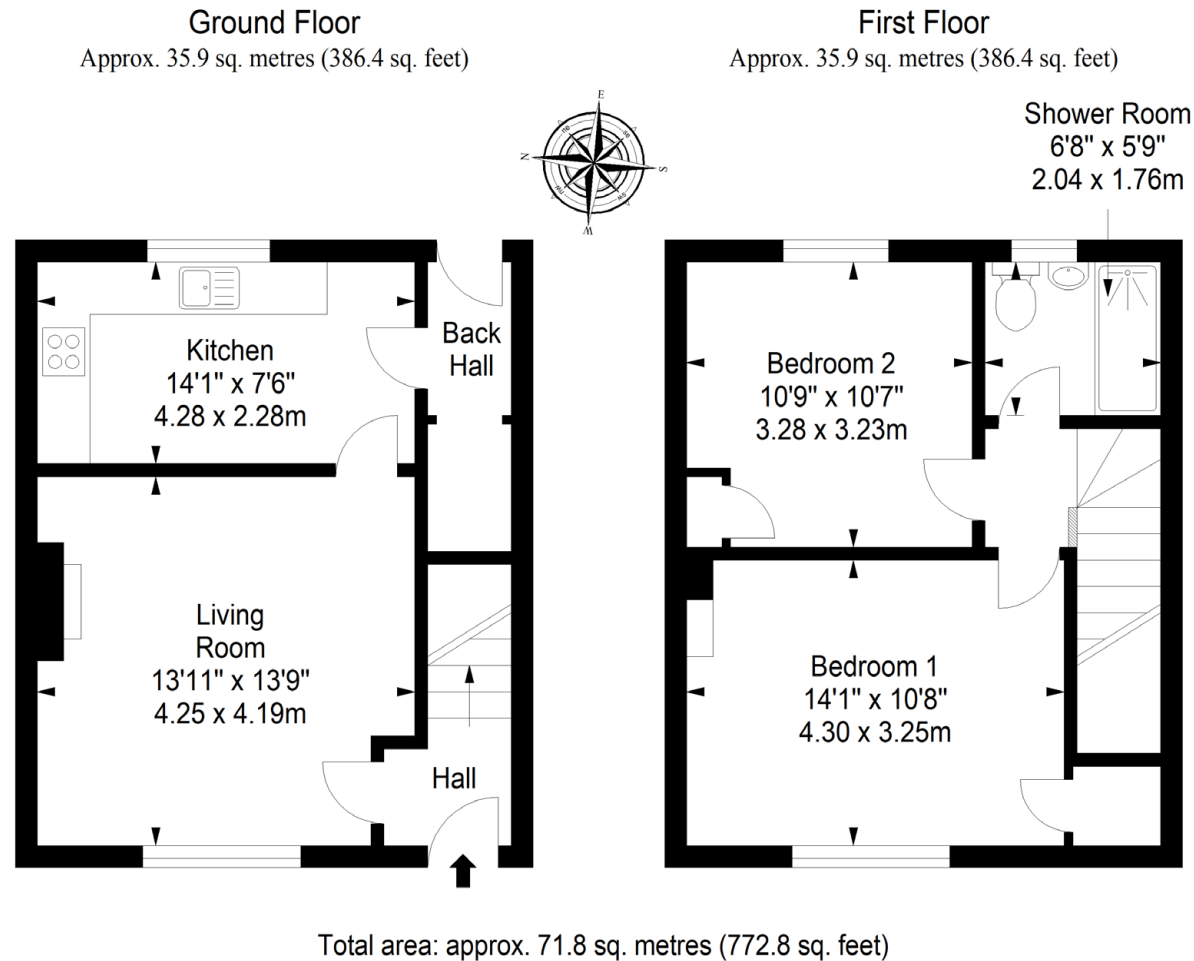 Ground Floor
Approx. 35.9 sq. metres (386.4 sq. feet)
First Floor
Approx. 35.9 sq. metres (386.4 sq. feet)
E
N
S
W
ne
se
nw
sw
Shower Room
6'8" x 5'9"
2.04 x 1.76m
Kitchen
14'1" x 7'6"
4.28 x 2.28m
Back
Hall
Living
Room
13'11" x 13'9"
4.25 x 4.19m
Hall
Bedroom 2
10'9" x 10'7"
3.28 x 3.23m
Bedroom 1
14'1" x 10'8"
4.30 x 3.25m
Total area: approx. 71.8 sq. metres (772.8 sq. feet)